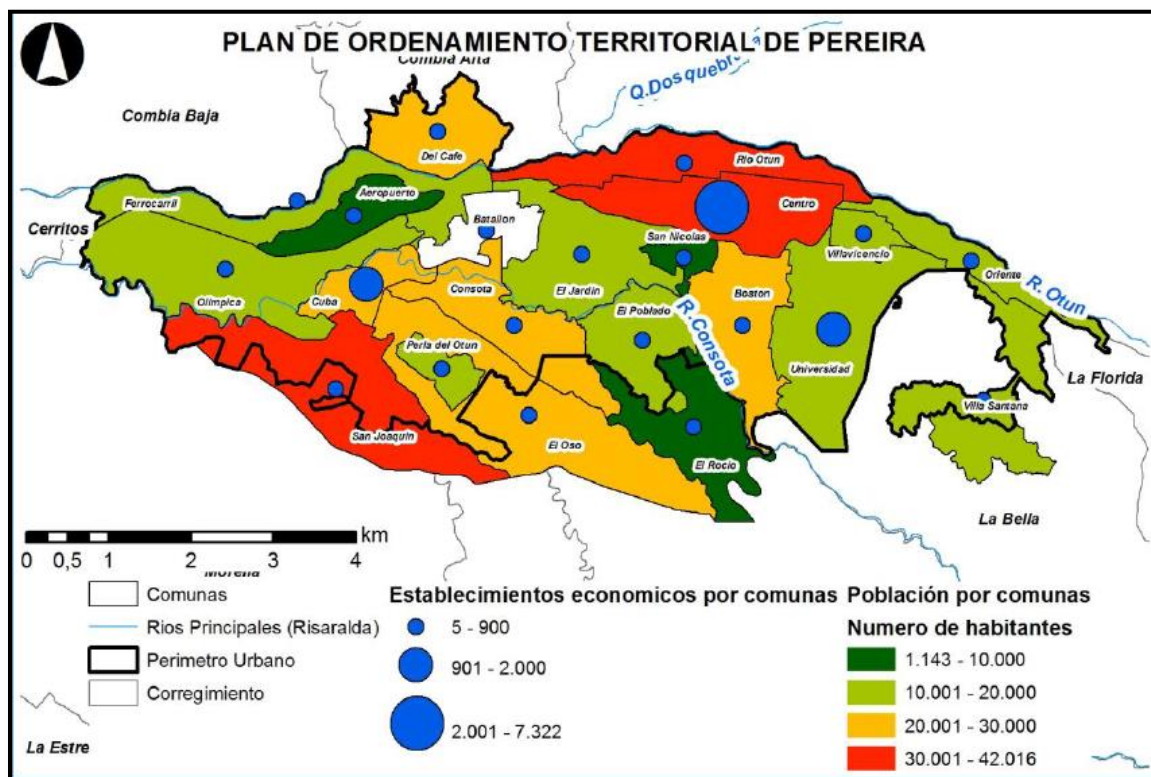 PLAN DE ORDENAMIENTO TERRITORIAL DE PEREIRA
Combia Alta
Q.Dosquebra
Combia Baja
Del Cafe
Rio Otun
Aeropuerto
Ferrocarril
Centro
Cerritos
Batallon
San Nicolas
Villavicencio
Oriente
R. Otun
Olimpica
Cuba
Consota
El Jardin
Boston
El Poblado
R.Consota
Perla del Otun
Universidad
La Florida
Villa Santana
San Joaquin
El Oso
El Rocio
La Bella
km
0 0,5 1 2 3 4
Morelia
Comunas
Rios Principales (Risaralda)
Perimetro Urbano
Corregimiento
La Estre
Establecimientos economicos por comunas
5 - 900
901 - 2.000
2.001 - 7.322
Población por comunas
Numero de habitantes
1.143 - 10.000
10.001 - 20.000
20.001 - 30.000
30.001 - 42.016